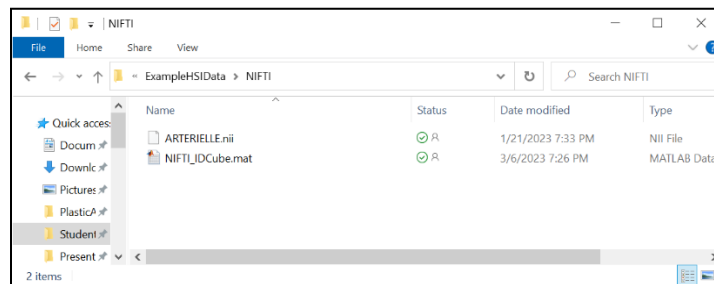 NIFTI
File Home Share View
« ExampleHSIData > NIFTI
Search NIFTI
Name Status Date modified Type
Quick acces
ARTERIELLE.nii 1/21/2023 7:33 PM NII File
Docum
NIFTI_IDCube.mat 3/6/2023 7:26 PM MATLAB Data
Downlc
Pictures
PlasticA
Student
Present
2 items